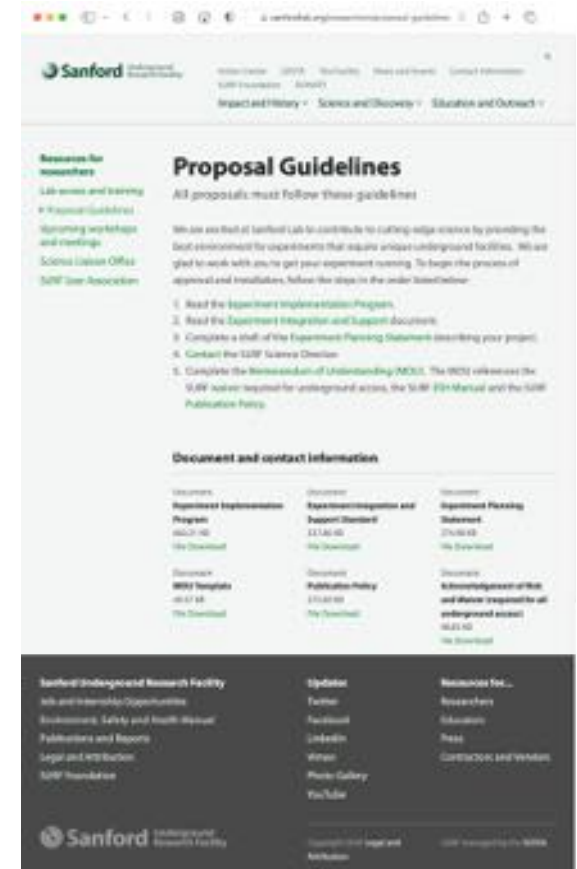 Sanford Underground Research Facility
Impact and History
Science and Discovery
Education and Outreach
Resources for researchers
Lab access and training
Proposal Guidelines
Upcoming workshops and meetings
Science Liaison Office
SURF User Association
Proposal Guidelines
All proposals must follow these guidelines
We are excited at Sanford Lab to contribute to cutting-edge science by providing the
best environment for experiments that require unique underground facilities. We are
glad to work with you to get your experiment running. To begin the process of
approval and installation, follow the steps in the order listed below:
1. Read the Experiment Implementation Program.
2. Read the Experiment Integration and Support document.
3. Complete a draft of the Experiment Planning Statement describing your project.
4. Contact the SURF Science Director.
5. Complete the Memorandum of Understanding (MOU). The MOU references the
SURF waiver required for underground access, the SURF ESH Manual and the SURF
Publication Policy.
Document and contact information
Document
Experiment Implementation
Program
File Download
Document
Experiment Integration and
Support Standard
File Download
Document
Experiment Planning
Statement
File Download
Document
MOU Template
File Download
Document
Publication Policy
File Download
Document
Acknowledgement of Risk
and Waiver (required for all
underground access)
File Download
Sanford Underground Research Facility
Job and Internship Opportunities
Environment, Safety and Health Manual
Publications and Reports
Legal and Attribution
SURF Foundation
Updates
Twitter
Facebook
LinkedIn
Vimeo
Photo Gallery
YouTube
Resources for...
Researchers
Educators
Press
Contractors and Vendors
Sanford Underground Research Facility
Legal and
Attribution